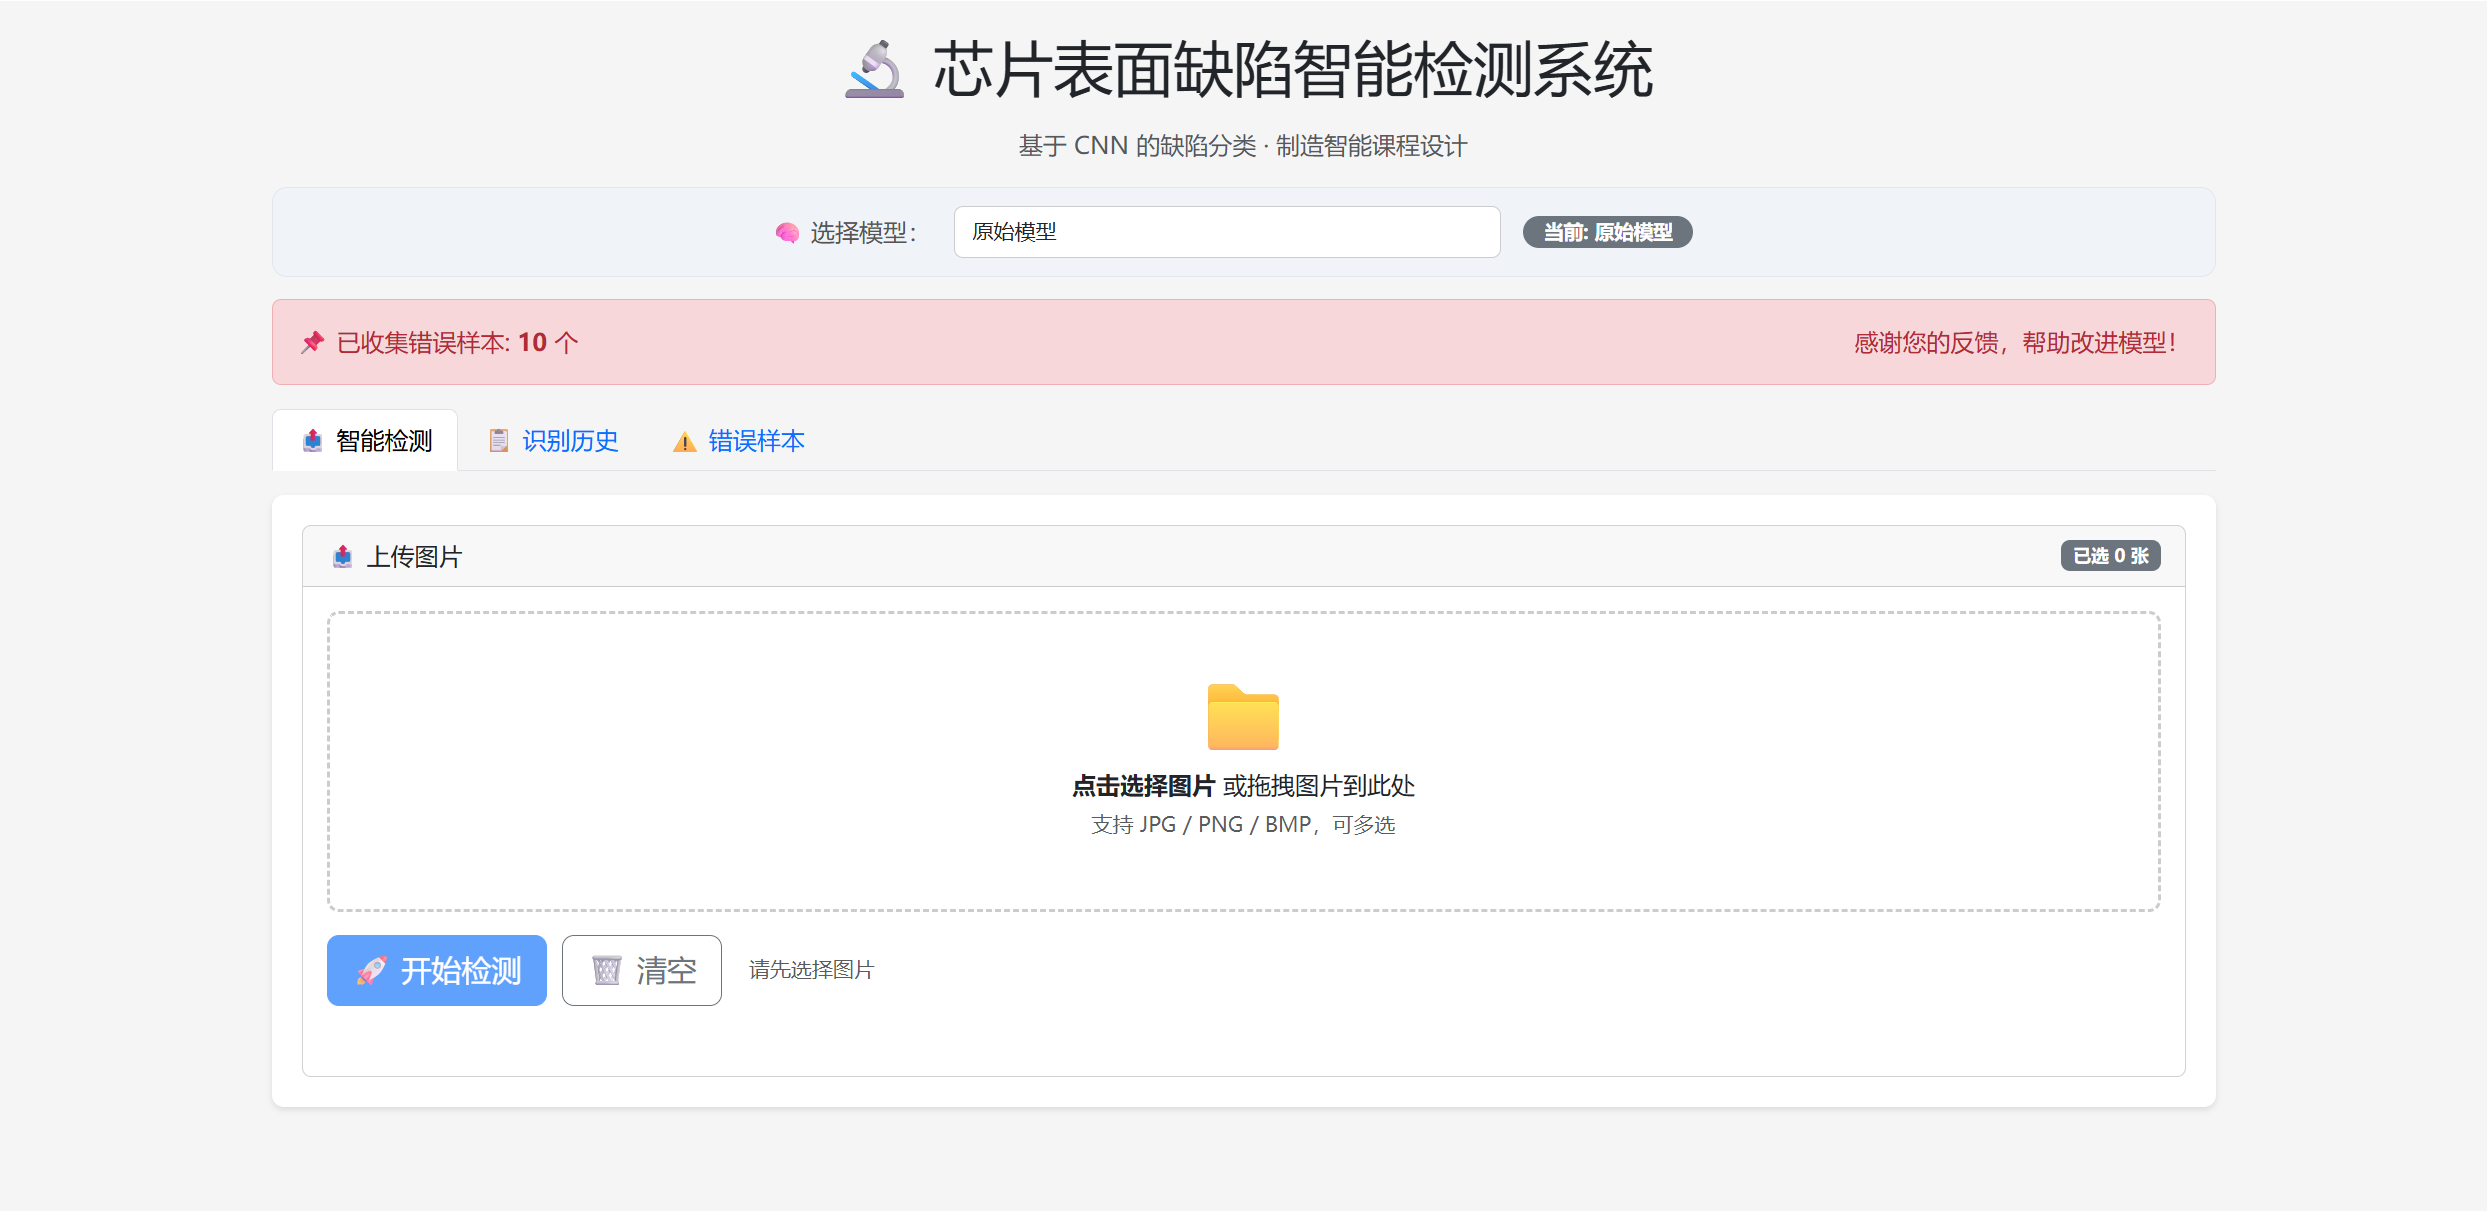 芯片表面缺陷智能检测系统
基于 CNN 的缺陷分类 · 制造智能课程设计
选择模型：
原始模型
当前: 原始模型
已收集错误样本: 10 个
感谢您的反馈，帮助改进模型！
智能检测
识别历史
错误样本
上传图片
已选 0 张
点击选择图片 或拖拽图片到此处
支持 JPG / PNG / BMP，可多选
开始检测
清空
请先选择图片